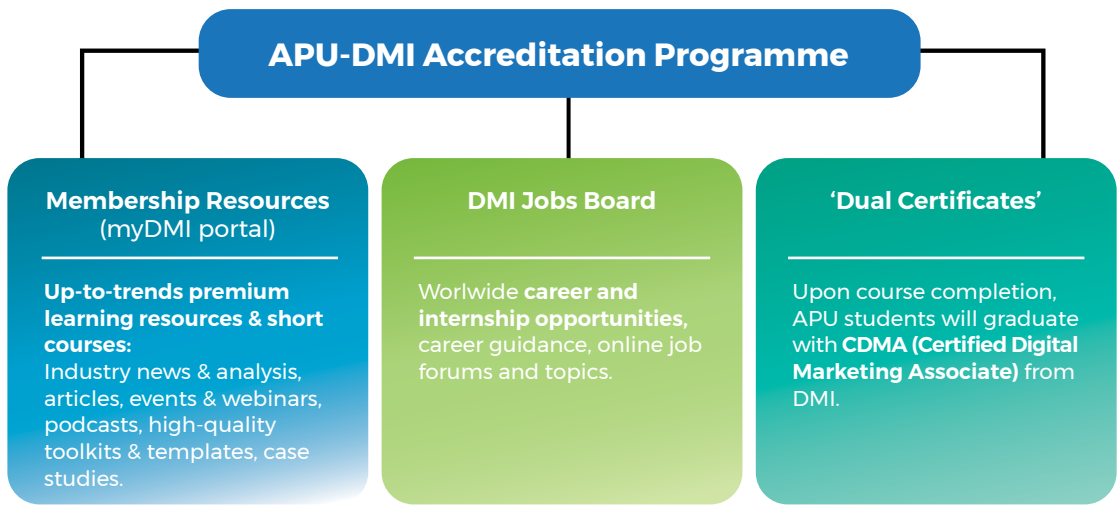 APU-DMI Accreditation Programme
Membership Resources
(myDMI portal)
Up-to-trends premium
learning resources & short
courses:
Industry news & analysis,
articles, events & webinars,
podcasts, high-quality
toolkits & templates, case
studies.
DMI Jobs Board
Worlwide career and
internship opportunities,
career guidance, online job
forums and topics.
‘Dual Certificates’
Upon course completion,
APU students will graduate
with CDMA (Certified Digital
Marketing Associate) from
DMI.